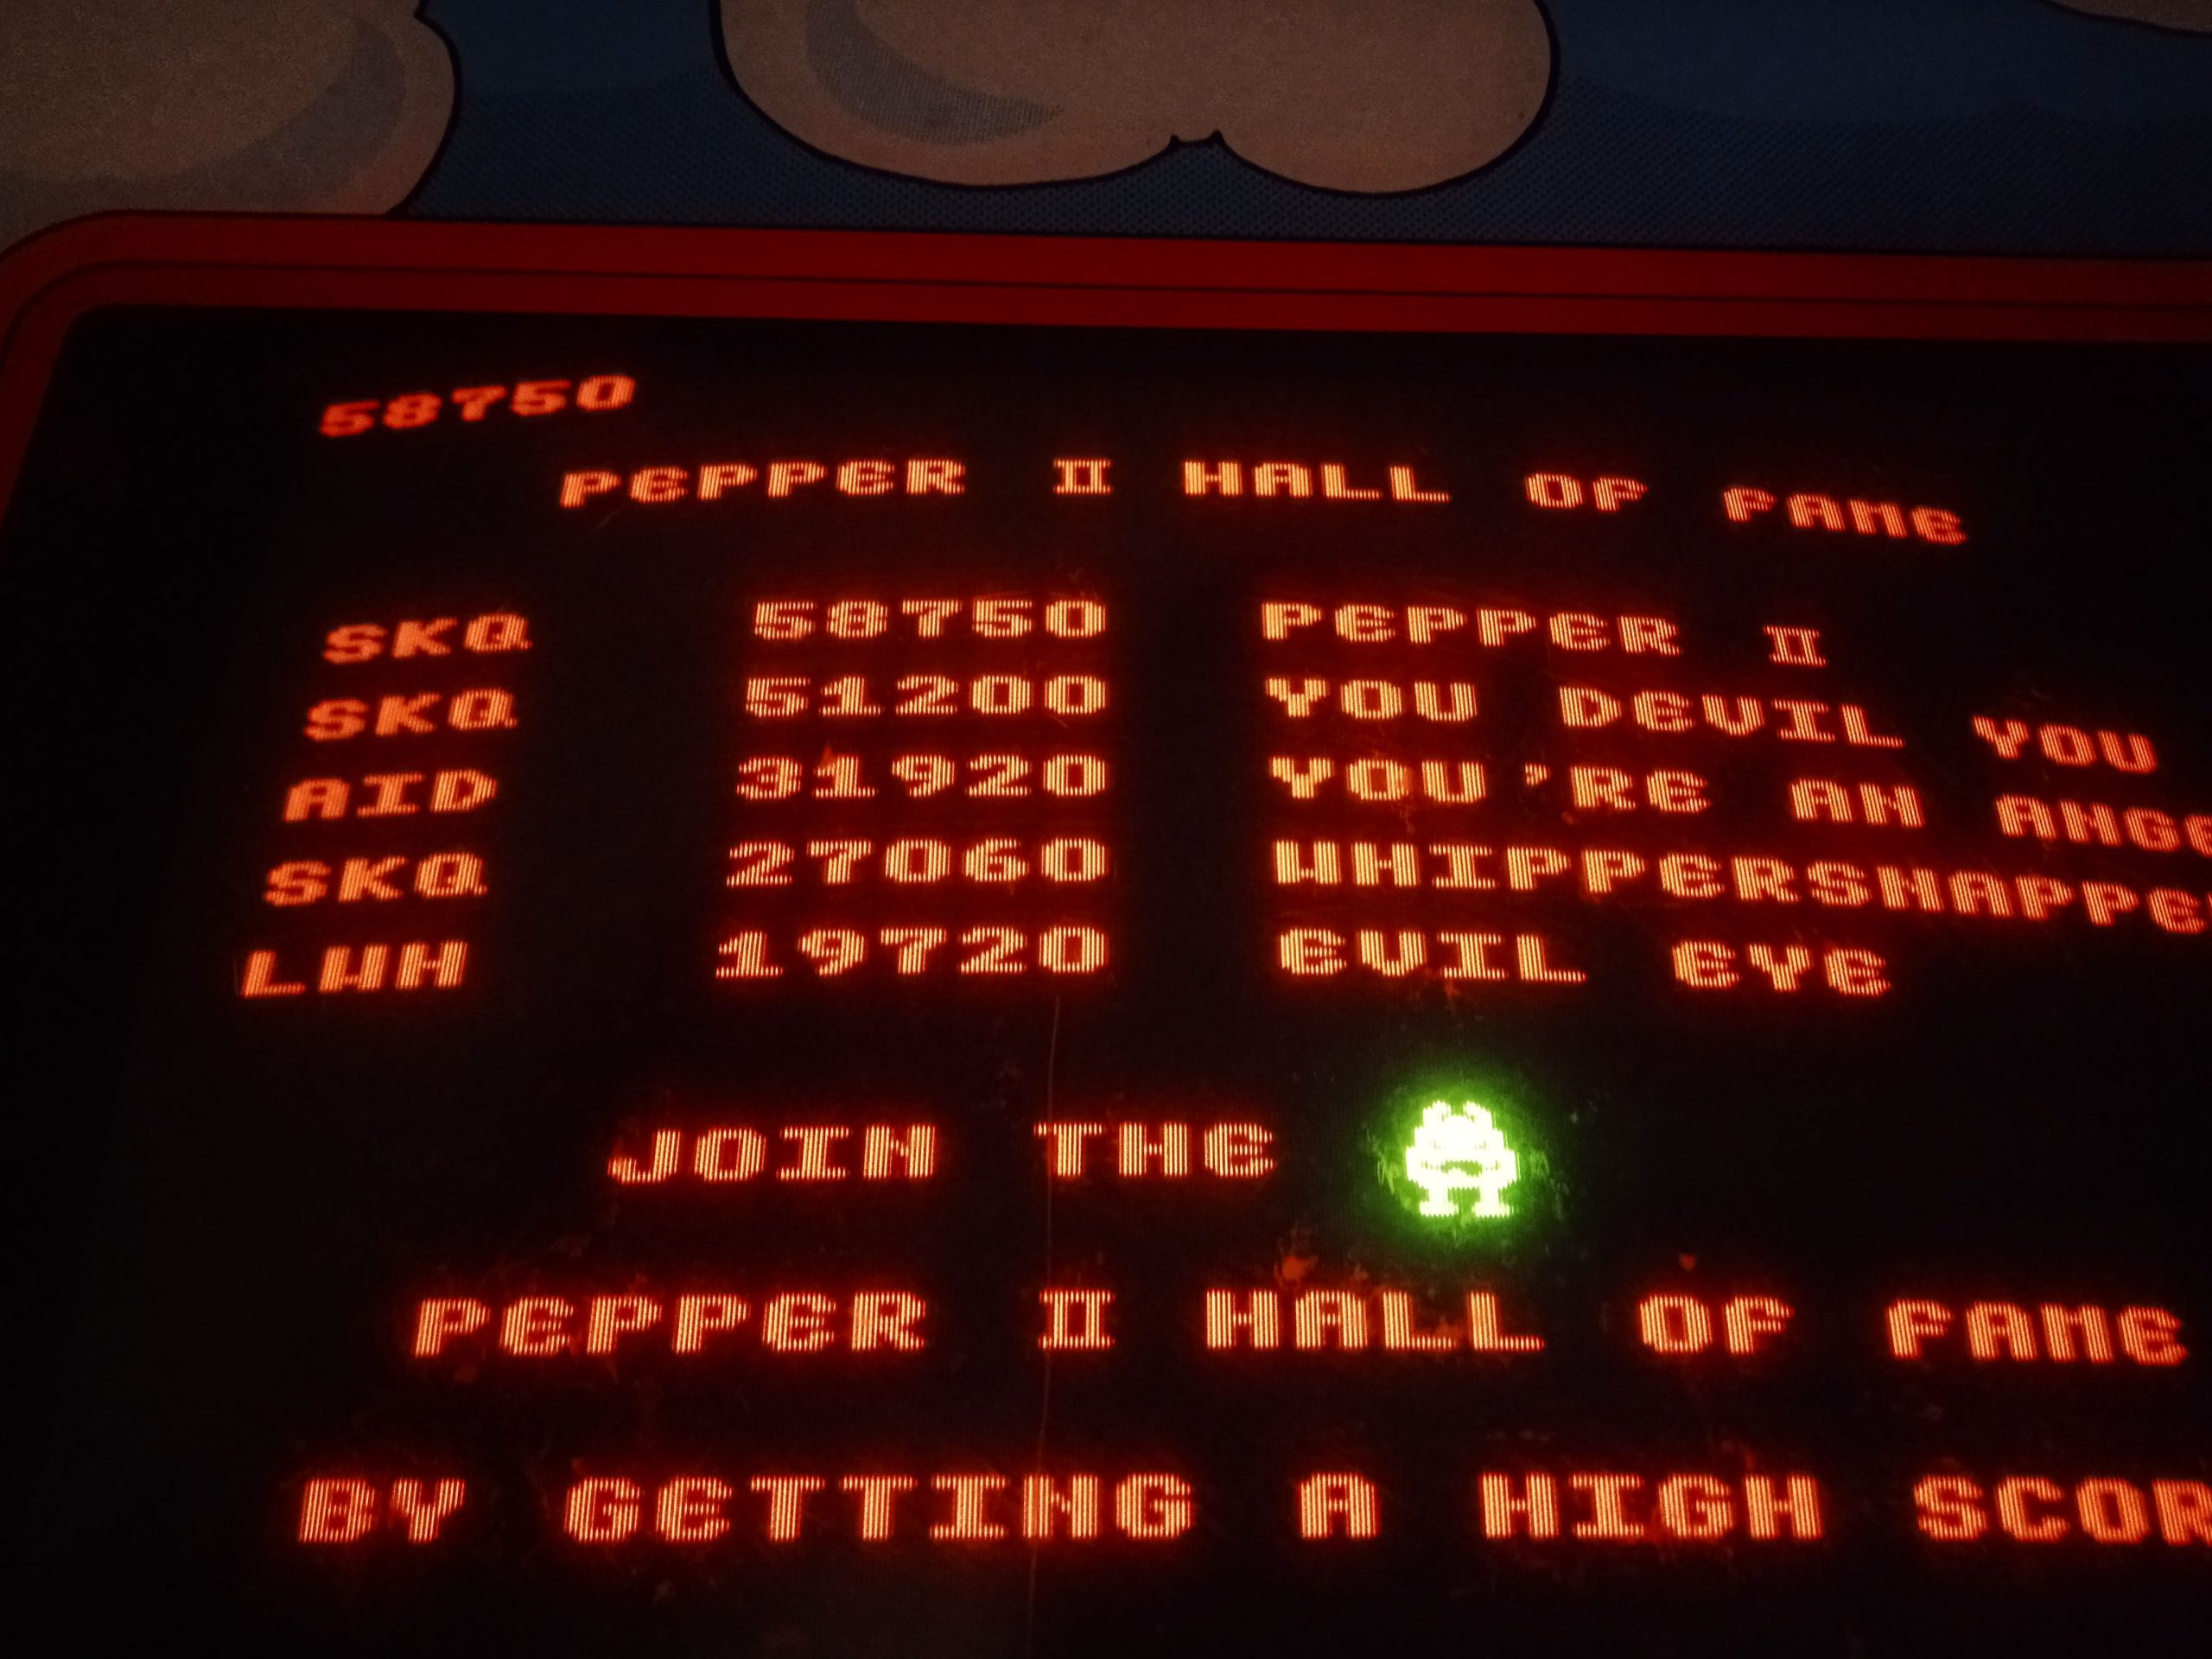 58750
PEPPER II HALL OF FAME
SKQ 58750 PEPPER II
SKQ 51200 YOU DEVIL YOU
AID 31920 YOU'RE AN
SKQ 27060
LWH 19720 EVIL EYE
JOIN THE
PEPPER II HALL OF FAME
BY GETTING A HIGH